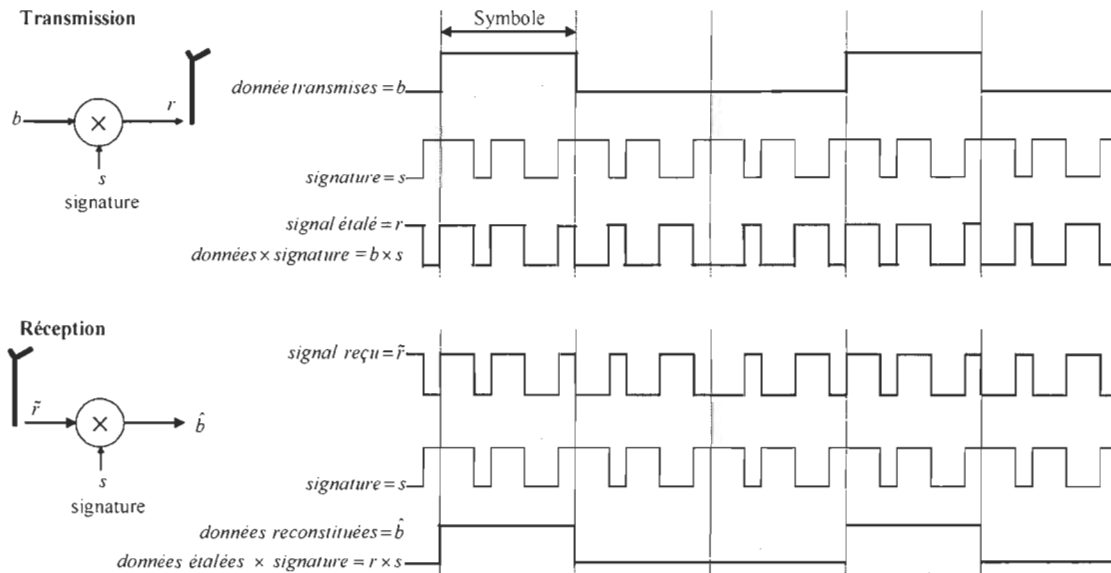 Transmission
Symbole
donnée transmises = b
b
r
s
signature
signature = s
signal étalé = r
données × signature = b × s
Réception
signal reçu = r̃
r̃
b̂
s
signature
signature = s
données reconstituées = b̂
données étalées × signature = r × s